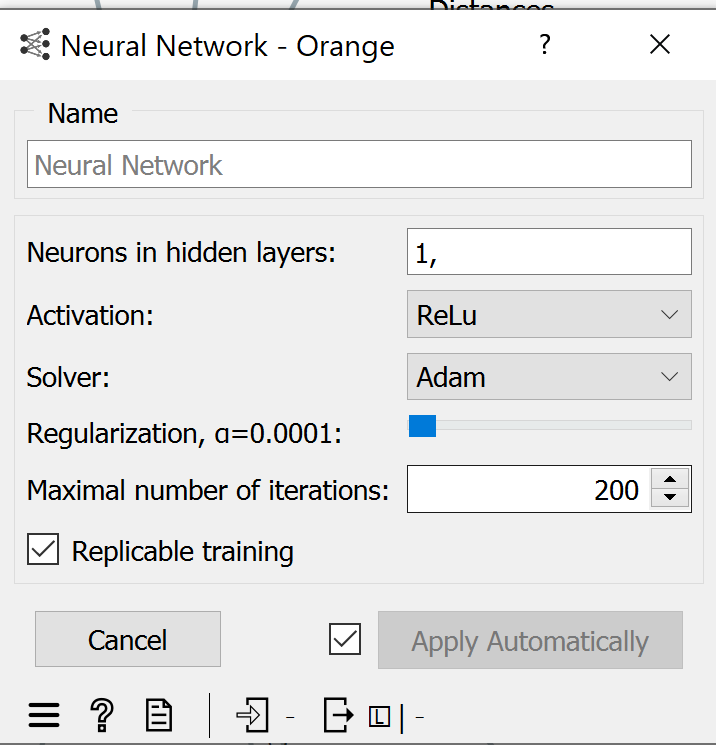 Distances
Neural Network - Orange ?
Name
Neural Network
Neurons in hidden layers: 1,
Activation: ReLu
Solver: Adam
Regularization, α=0.0001:
Maximal number of iterations: 200
Replicable training
Cancel Apply Automatically
? - L | -